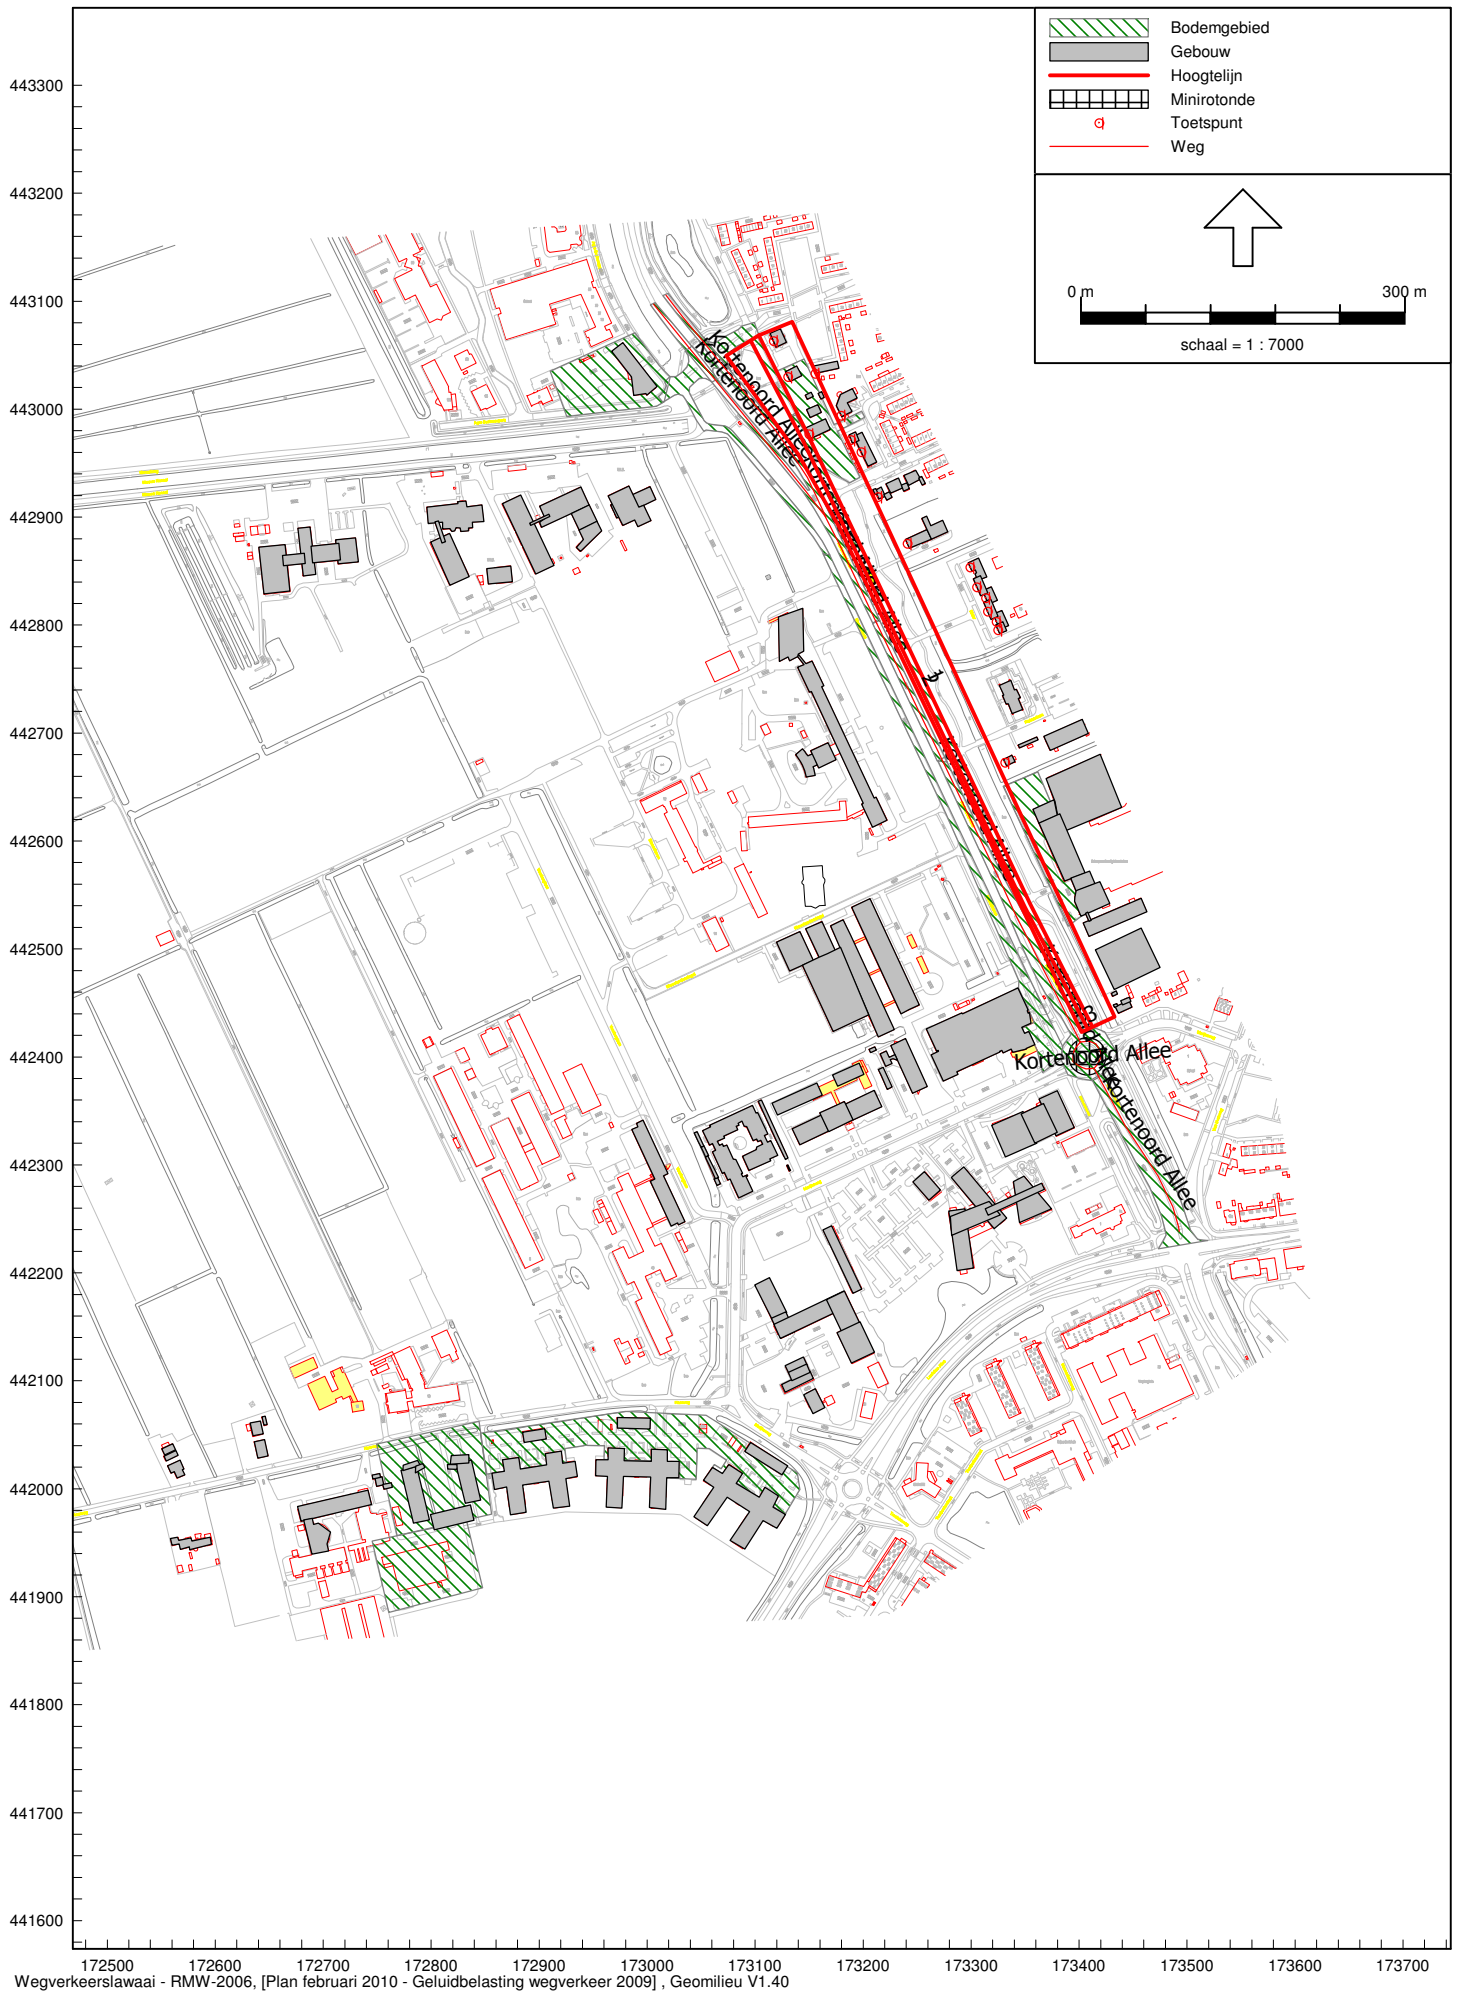 Bodemgebied
Gebouw
Hoogtelijn
Minirotonde
Toetspunt
Weg
0 m 300 m
schaal = 1 : 7000
443300
443200
443100
443000
442900
442800
442700
442600
442500
442400
442300
442200
442100
442000
441900
441800
441700
441600
Kortenoord Allee
Kortenoord Allee
Kortenoord Allee
Kortenoord Allee
Kortenoord Allee
172500 172600 172700 172800 172900 173000 173100 173200 173300 173400 173500 173600 173700
Wegverkeerslawaai - RMW-2006, [Plan februari 2010 - Geluidbelasting wegverkeer 2009] , Geomilieu V1.40